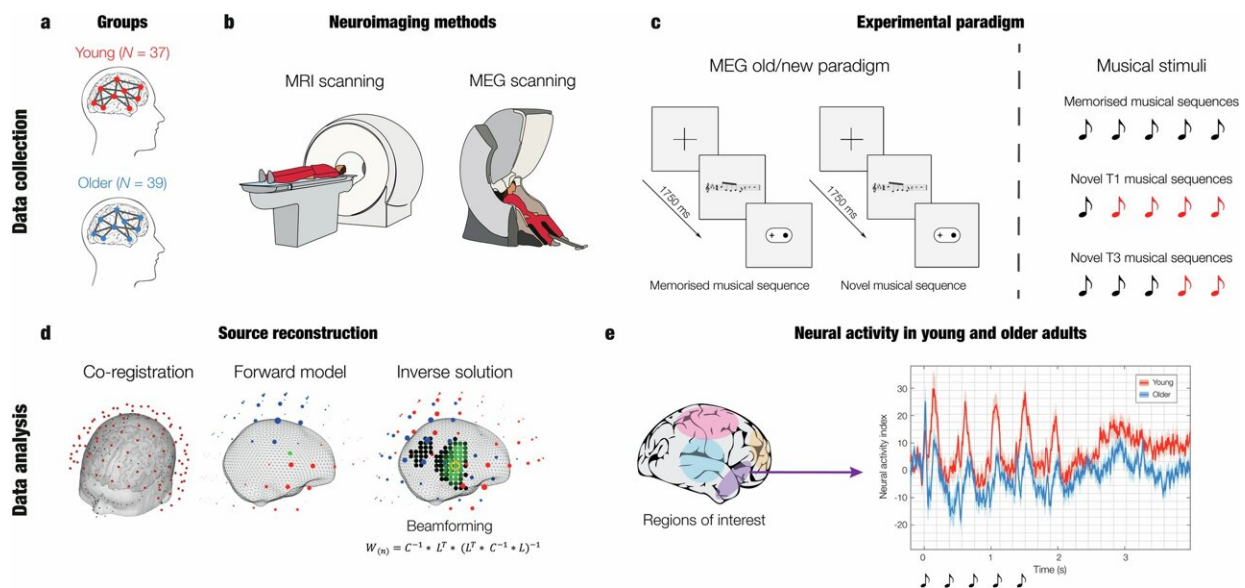 a Groups
Young (N = 37)
Older (N = 39)
b Neuroimaging methods
MRI scanning
MEG scanning
c Experimental paradigm
MEG old/new paradigm
1750 ms
Memorised musical sequence
1750 ms
Novel musical sequence
Musical stimuli
Memorised musical sequences
Novel T1 musical sequences
Novel T3 musical sequences
Data collection
d Source reconstruction
Co-registration
Forward model
Inverse solution
Beamforming
W(n) = C⁻¹ * Lᵀ * (Lᵀ * C⁻¹ * L)⁻¹
e Neural activity in young and older adults
Regions of interest
Neural activity index
30
20
10
0
-10
-20
Young
Older
0 1 2 3
Time (s)
Data analysis